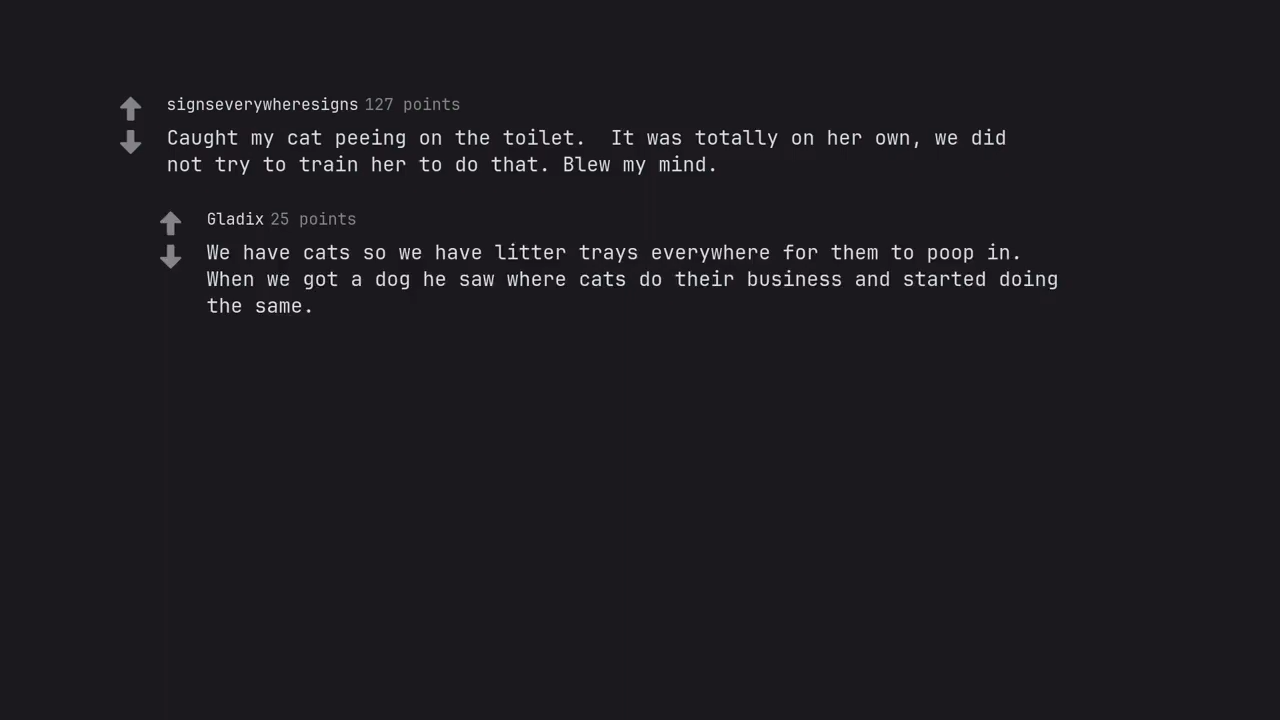 signseverywheresigns 127 points
Caught my cat peeing on the toilet.  It was totally on her own, we did
not try to train her to do that. Blew my mind.
Gladix 25 points
We have cats so we have litter trays everywhere for them to poop in.
When we got a dog he saw where cats do their business and started doing
the same.